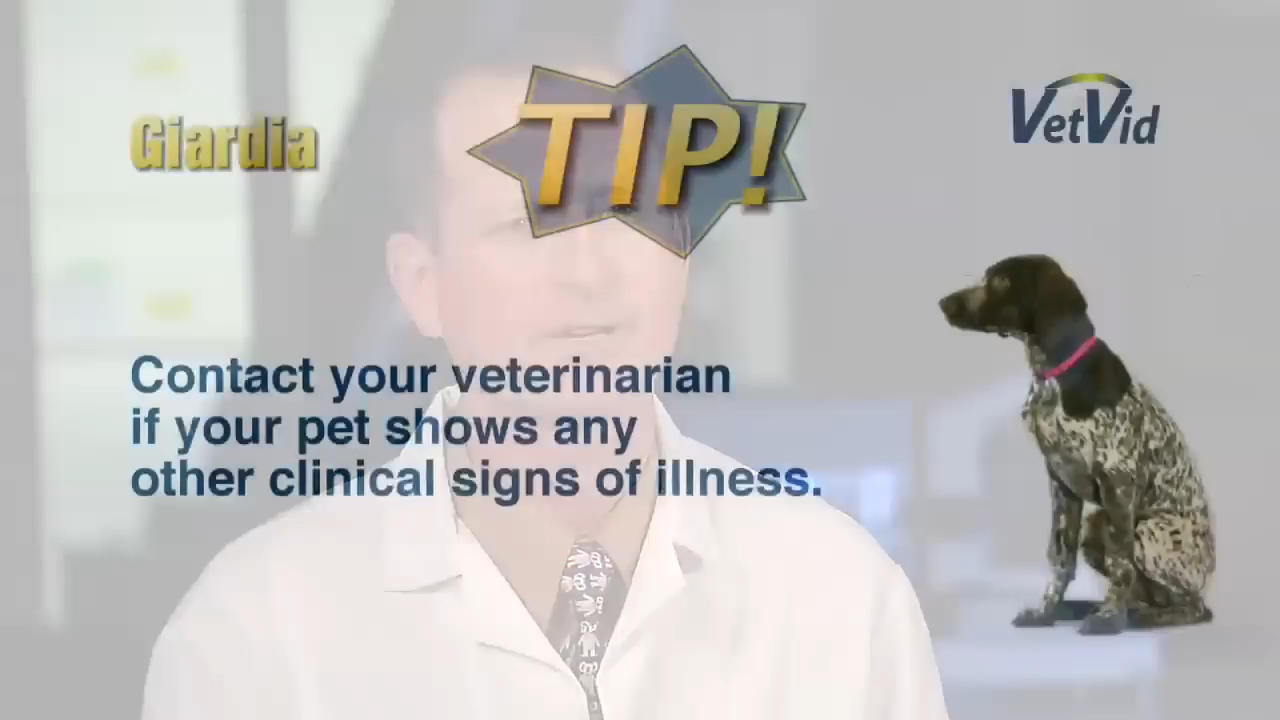 Giardia
TIP!
VetVid
Contact your veterinarian
if your pet shows any
other clinical signs of illness.